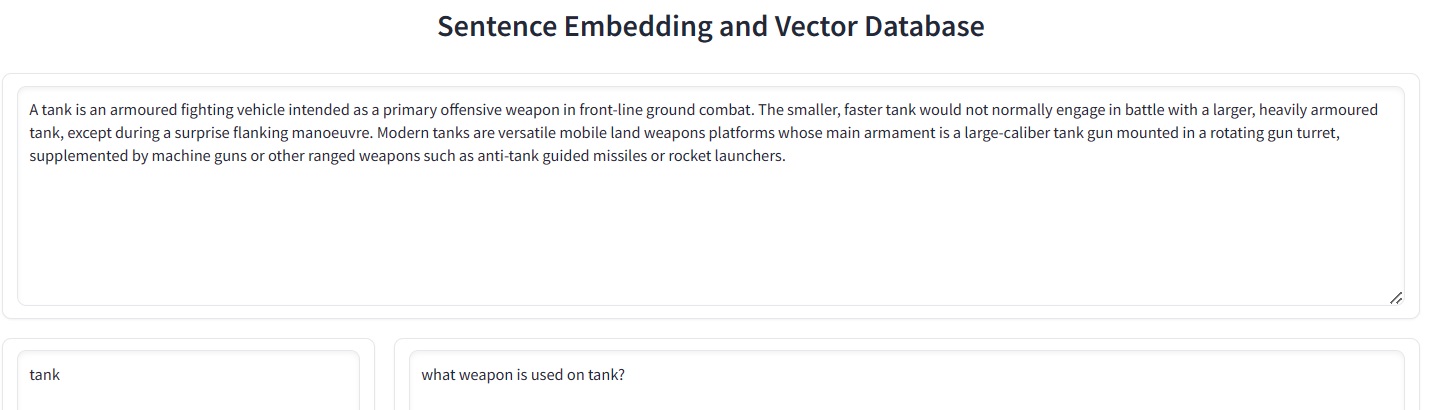 Sentence Embedding and Vector Database
A tank is an armoured fighting vehicle intended as a primary offensive weapon in front-line ground combat. The smaller, faster tank would not normally engage in battle with a larger, heavily armoured
tank, except during a surprise flanking manoeuvre. Modern tanks are versatile mobile land weapons platforms whose main armament is a large-caliber tank gun mounted in a rotating gun turret,
supplemented by machine guns or other ranged weapons such as anti-tank guided missiles or rocket launchers.
tank
what weapon is used on tank?